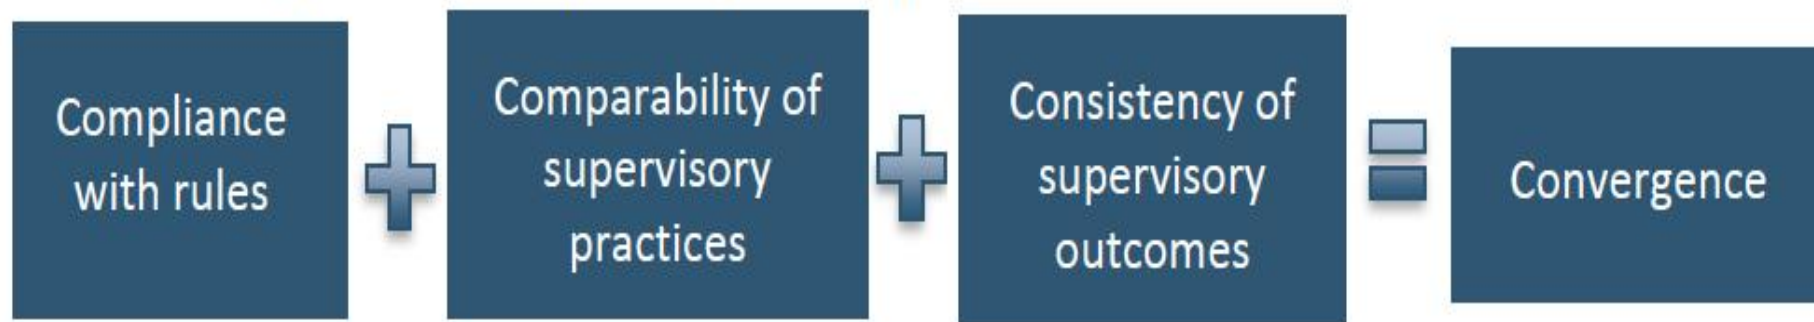 Compliance
with rules
Comparability of
supervisory
practices
Consistency of
supervisory
outcomes
Convergence